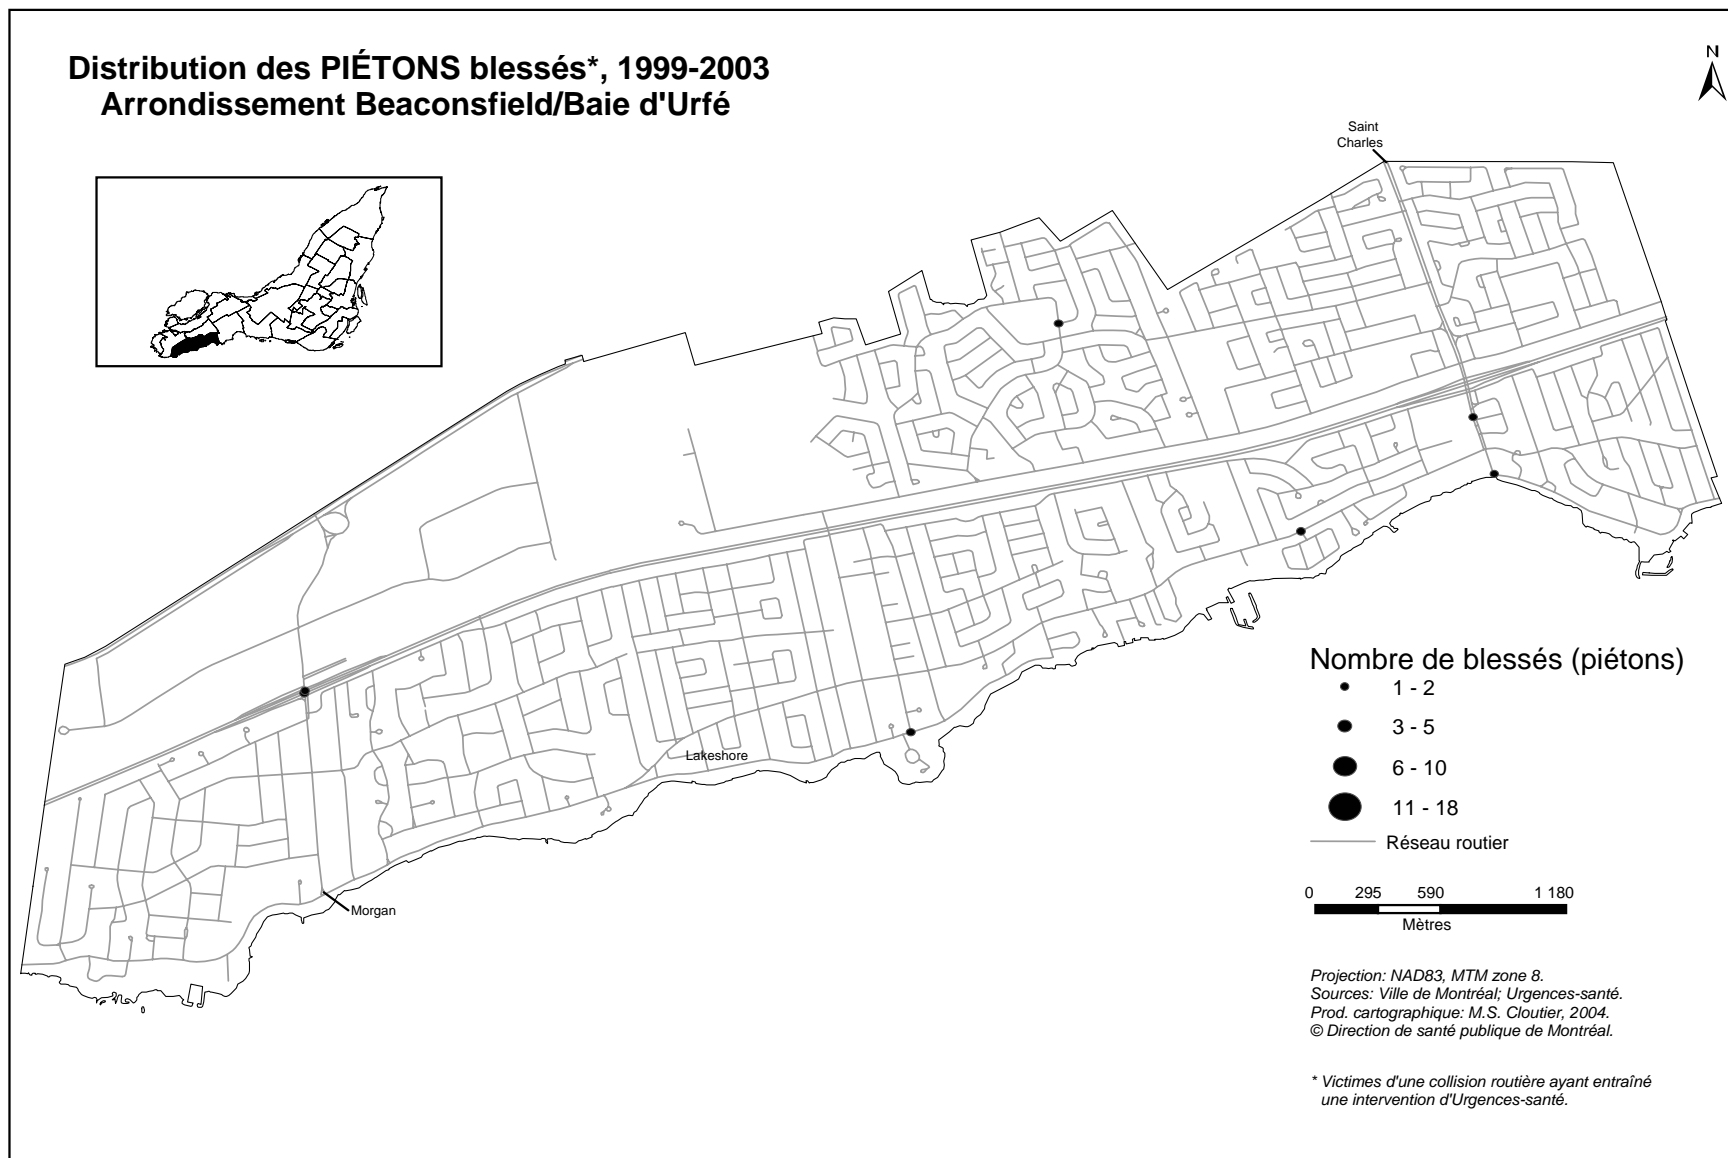 Distribution des PIÉTONS blessés*, 1999-2003
Arrondissement Beaconsfield/Baie d'Urfé
N
Saint
Charles
Lakeshore
Morgan
Nombre de blessés (piétons)
1 - 2
3 - 5
6 - 10
11 - 18
Réseau routier
0 295 590 1 180
Mètres
Projection: NAD83, MTM zone 8.
Sources: Ville de Montréal; Urgences-santé.
Prod. cartographique: M.S. Cloutier, 2004.
© Direction de santé publique de Montréal.
* Victimes d'une collision routière ayant entraîné
une intervention d'Urgences-santé.